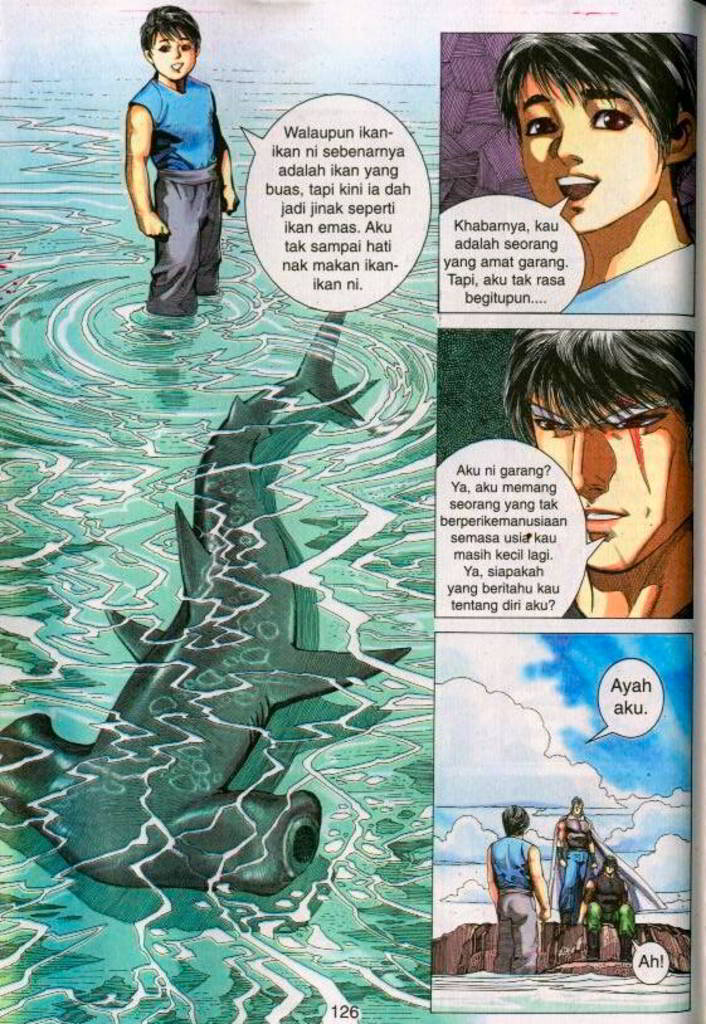 Walaupun ikan-
ikan ni sebenarnya
adalah ikan yang
buas, tapi kini ia dah
jadi jinak seperti
ikan emas. Aku
tak sampai hati
nak makan ikan-
ikan ni.
Khabarnya, kau
adalah seorang
yang amat garang.
Tapi, aku tak rasa
begitupun....
Aku ni garang?
Ya, aku memang
seorang yang tak
berperikemanusiaan
semasa usia kau
masih kecil lagi.
Ya, siapakah
yang beritahu kau
tentang diri aku?
Ayah
aku.
Ah!
126